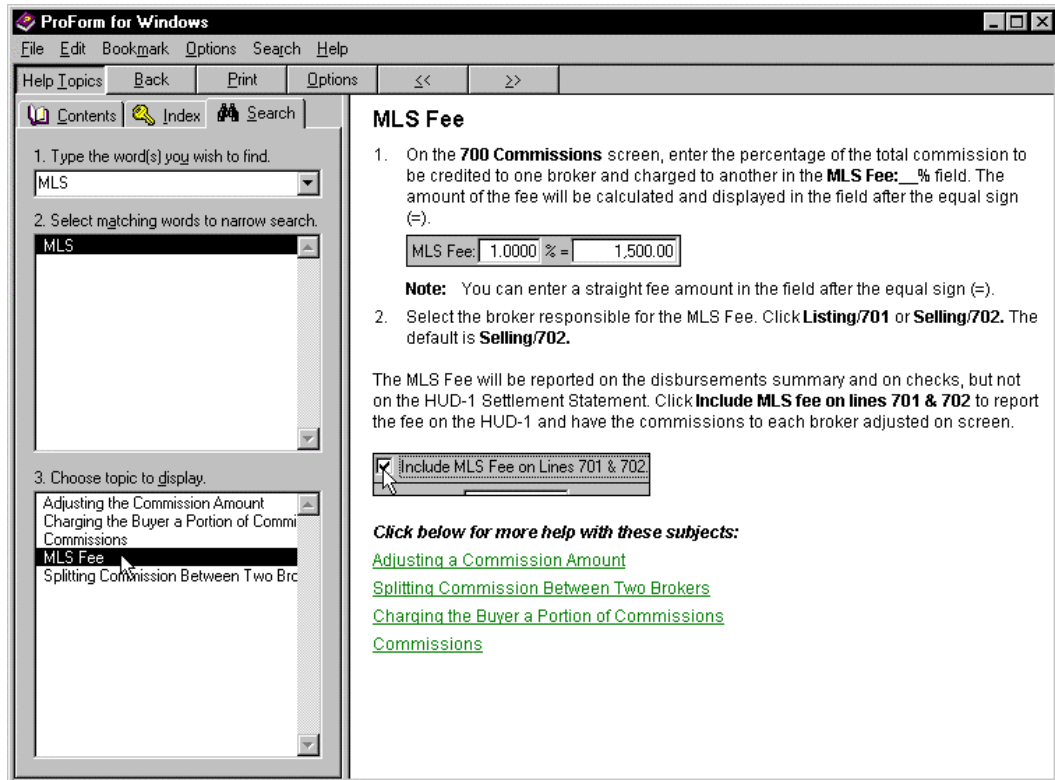 ProForm for Windows
File Edit Bookmark Options Search Help
Help Topics Back Print Options << >>
Contents Index Search
1. Type the word(s) you wish to find.
MLS
2. Select matching words to narrow search.
MLS
3. Choose topic to display.
Adjusting the Commission Amount
Charging the Buyer a Portion of Commi
Commissions
MLS Fee
Splitting Commission Between Two Bro
MLS Fee
1. On the 700 Commissions screen, enter the percentage of the total commission to
be credited to one broker and charged to another in the MLS Fee:__% field. The
amount of the fee will be calculated and displayed in the field after the equal sign
(=).
MLS Fee: 1.0000 % = 1,500.00
Note: You can enter a straight fee amount in the field after the equal sign (=).
2. Select the broker responsible for the MLS Fee. Click Listing/701 or Selling/702. The
default is Selling/702.
The MLS Fee will be reported on the disbursements summary and on checks, but not
on the HUD-1 Settlement Statement. Click Include MLS fee on lines 701 & 702 to report
the fee on the HUD-1 and have the commissions to each broker adjusted on screen.
Include MLS Fee on Lines 701 & 702.
Click below for more help with these subjects:
Adjusting a Commission Amount
Splitting Commission Between Two Brokers
Charging the Buyer a Portion of Commissions
Commissions